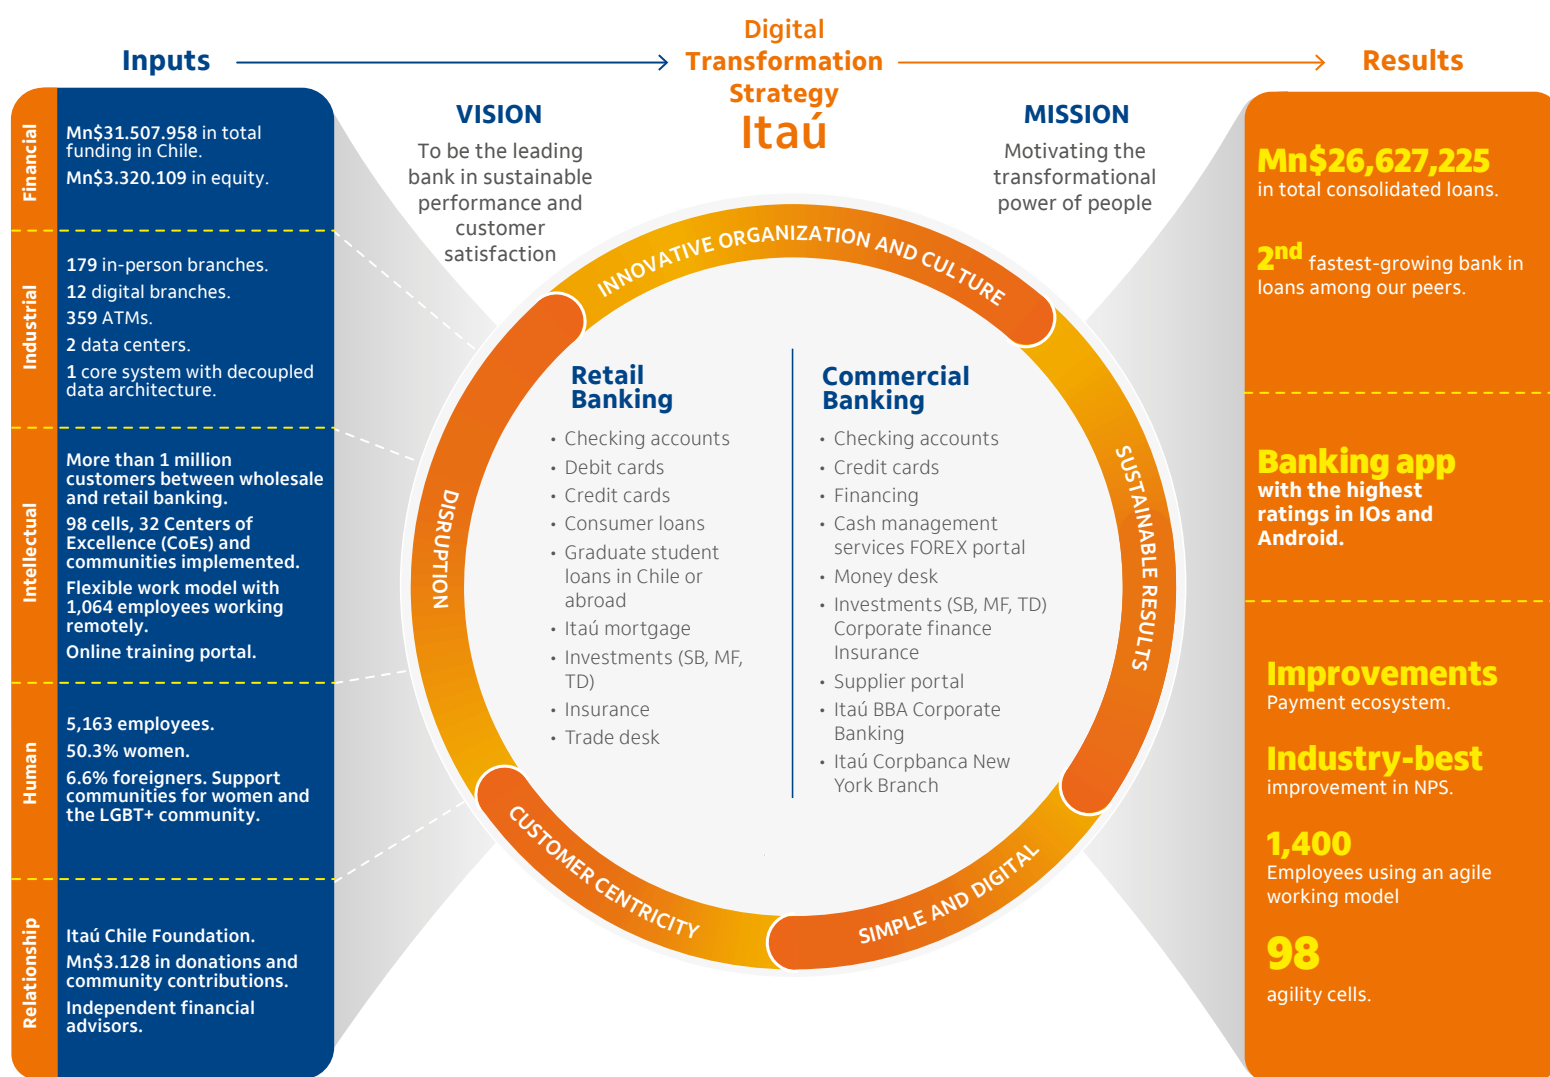 Inputs
Digital
Transformation
Strategy
Itaú
Results
Financial
Mn$31.507.958 in total
funding in Chile.
Mn$3.320.109 in equity.
Industrial
179 in-person branches.
12 digital branches.
359 ATMs.
2 data centers.
1 core system with decoupled
data architecture.
Intellectual
More than 1 million
customers between wholesale
and retail banking.
98 cells, 32 Centers of
Excellence (CoEs) and
communities implemented.
Flexible work model with
1,064 employees working
remotely.
Online training portal.
Human
5,163 employees.
50.3% women.
6.6% foreigners. Support
communities for women and
the LGBT+ community.
Relationship
Itaú Chile Foundation.
Mn$3.128 in donations and
community contributions.
Independent financial
advisors.
VISION
To be the leading
bank in sustainable
performance and
customer
satisfaction
MISSION
Motivating the
transformational
power of people
INNOVATIVE ORGANIZATION AND CULTURE
SUSTAINABLE RESULTS
SIMPLE AND DIGITAL
CUSTOMER CENTRICITY
DISRUPTION
Retail
Banking
• Checking accounts
• Debit cards
• Credit cards
• Consumer loans
• Graduate student
loans in Chile or
abroad
• Itaú mortgage
• Investments (SB, MF,
TD)
• Insurance
• Trade desk
Commercial
Banking
• Checking accounts
• Credit cards
• Financing
• Cash management
services FOREX portal
• Money desk
• Investments (SB, MF, TD)
Corporate finance
Insurance
• Supplier portal
• Itaú BBA Corporate
Banking
• Itaú Corpbanca New
York Branch
Mn$26,627,225
in total consolidated loans.
2nd fastest-growing bank in
loans among our peers.
Banking app
with the highest
ratings in IOs and
Android.
Improvements
Payment ecosystem.
Industry-best
improvement in NPS.
1,400
Employees using an agile
working model
98
agility cells.